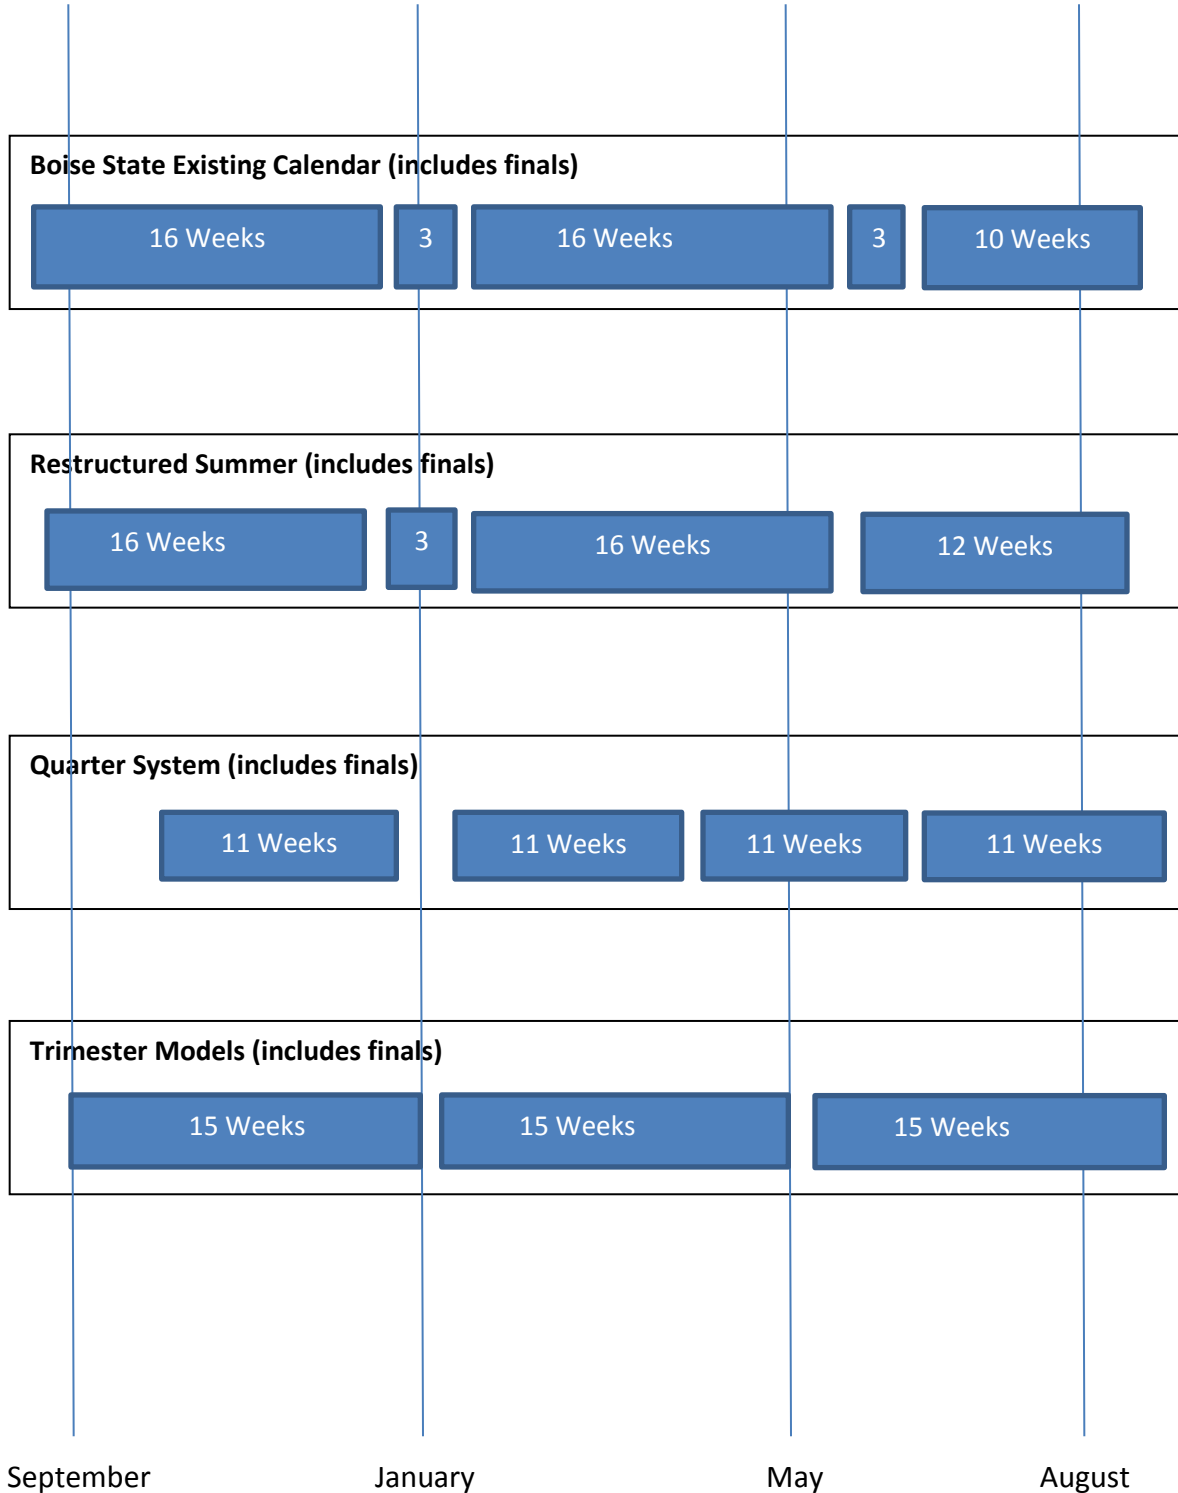 Boise State Existing Calendar (includes finals)
16 Weeks
3
16 Weeks
3
10 Weeks
Restructured Summer (includes finals)
16 Weeks
3
16 Weeks
12 Weeks
Quarter System (includes finals)
11 Weeks
11 Weeks
11 Weeks
11 Weeks
Trimester Models (includes finals)
15 Weeks
15 Weeks
15 Weeks
September
January
May
August